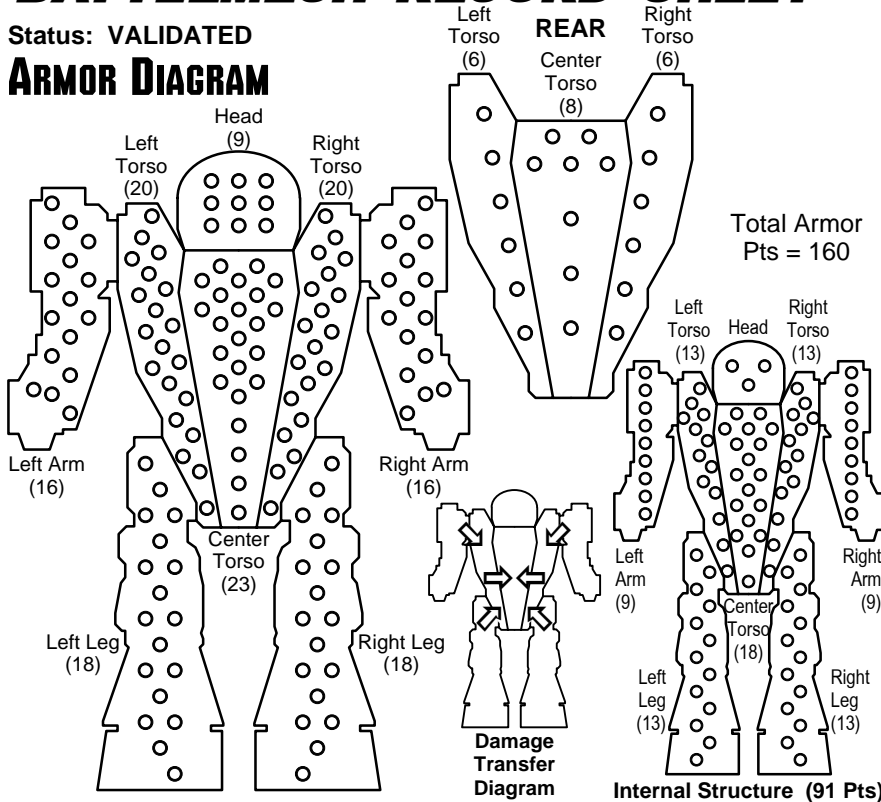 BATTLEMECH RECORD SHEET
Status: VALIDATED
ARMOR DIAGRAM
Head
(9)
Left
Torso
(20)
Right
Torso
(20)
Left Arm
(16)
Right Arm
(16)
Center
Torso
(23)
Left Leg
(18)
Right Leg
(18)
REAR
Left
Torso
(6)
Center
Torso
(8)
Right
Torso
(6)
Total Armor
Pts = 160
Damage
Transfer
Diagram
Left
Torso
(13)
Head
Right
Torso
(13)
Left
Arm
(9)
Right
Arm
(9)
Center
Torso
(18)
Left
Leg
(13)
Right
Leg
(13)
Internal Structure (91 Pts)